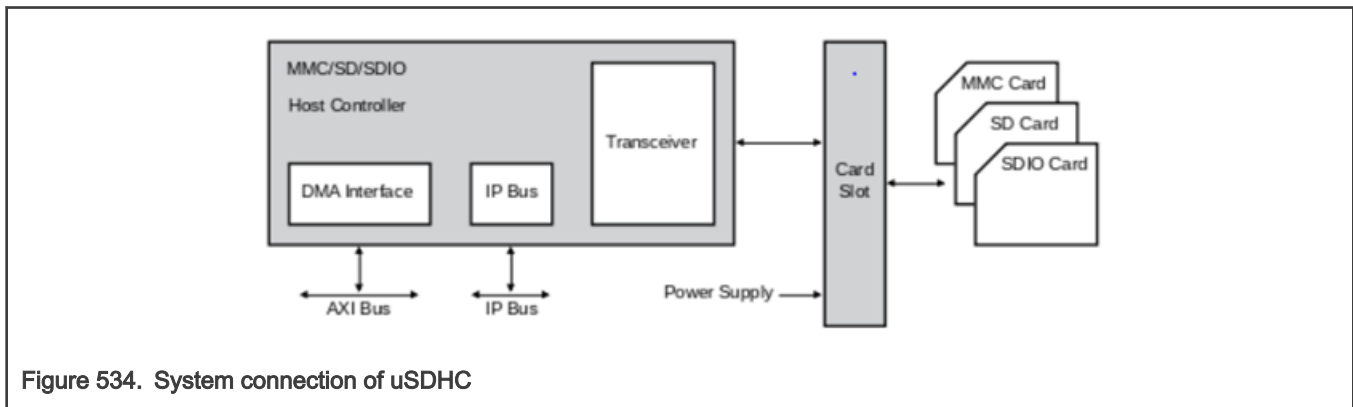 MMC/SD/SDIO
Host Controller
Transceiver
DMA Interface
IP Bus
AXI Bus
IP Bus
Power Supply
Card
Slot
MMC Card
SD Card
SDIO Card
Figure 534. System connection of uSDHC